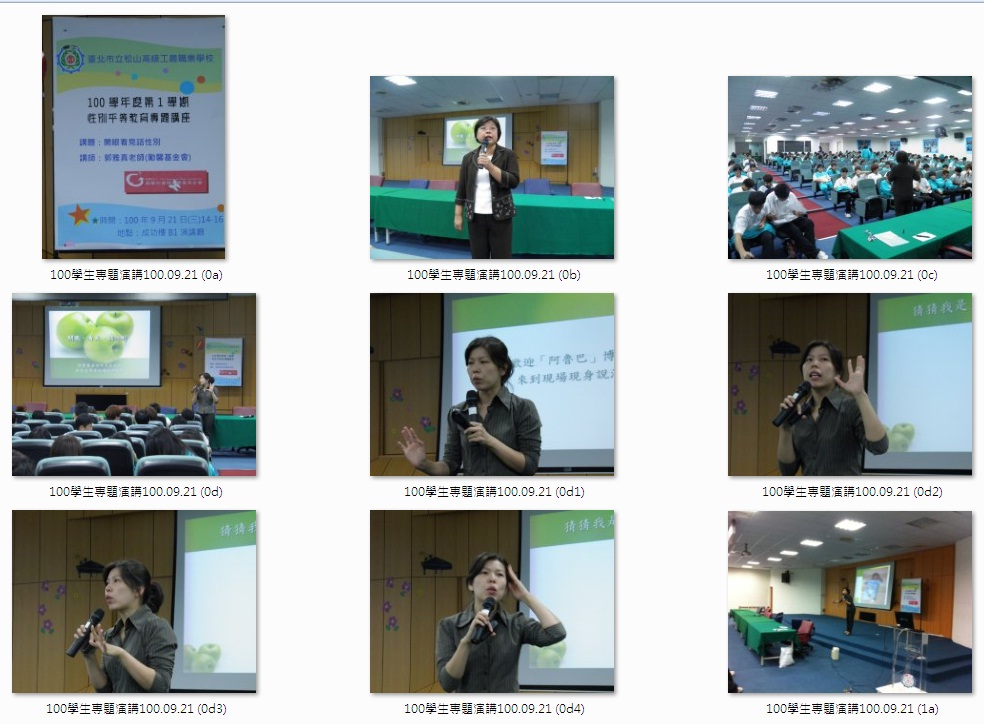 臺北市立松山高級工農職業學校
100 學年度第 1 學期
性別平等教育專題講座
講題：開眼看見話性別
講師：郭雅真老師(勵馨基金會)
時間：100 年 9 月 21 日(三)14-16
地點：成功樓 B1 演講廳
100學生專題演講100.09.21 (0a)
100學生專題演講100.09.21 (0b)
100學生專題演講100.09.21 (0c)
歡迎「阿魯巴」博
來到現場現身說
猜猜我是
100學生專題演講100.09.21 (0d)
100學生專題演講100.09.21 (0d1)
100學生專題演講100.09.21 (0d2)
猜猜我
猜猜我是
100學生專題演講100.09.21 (0d3)
100學生專題演講100.09.21 (0d4)
100學生專題演講100.09.21 (1a)